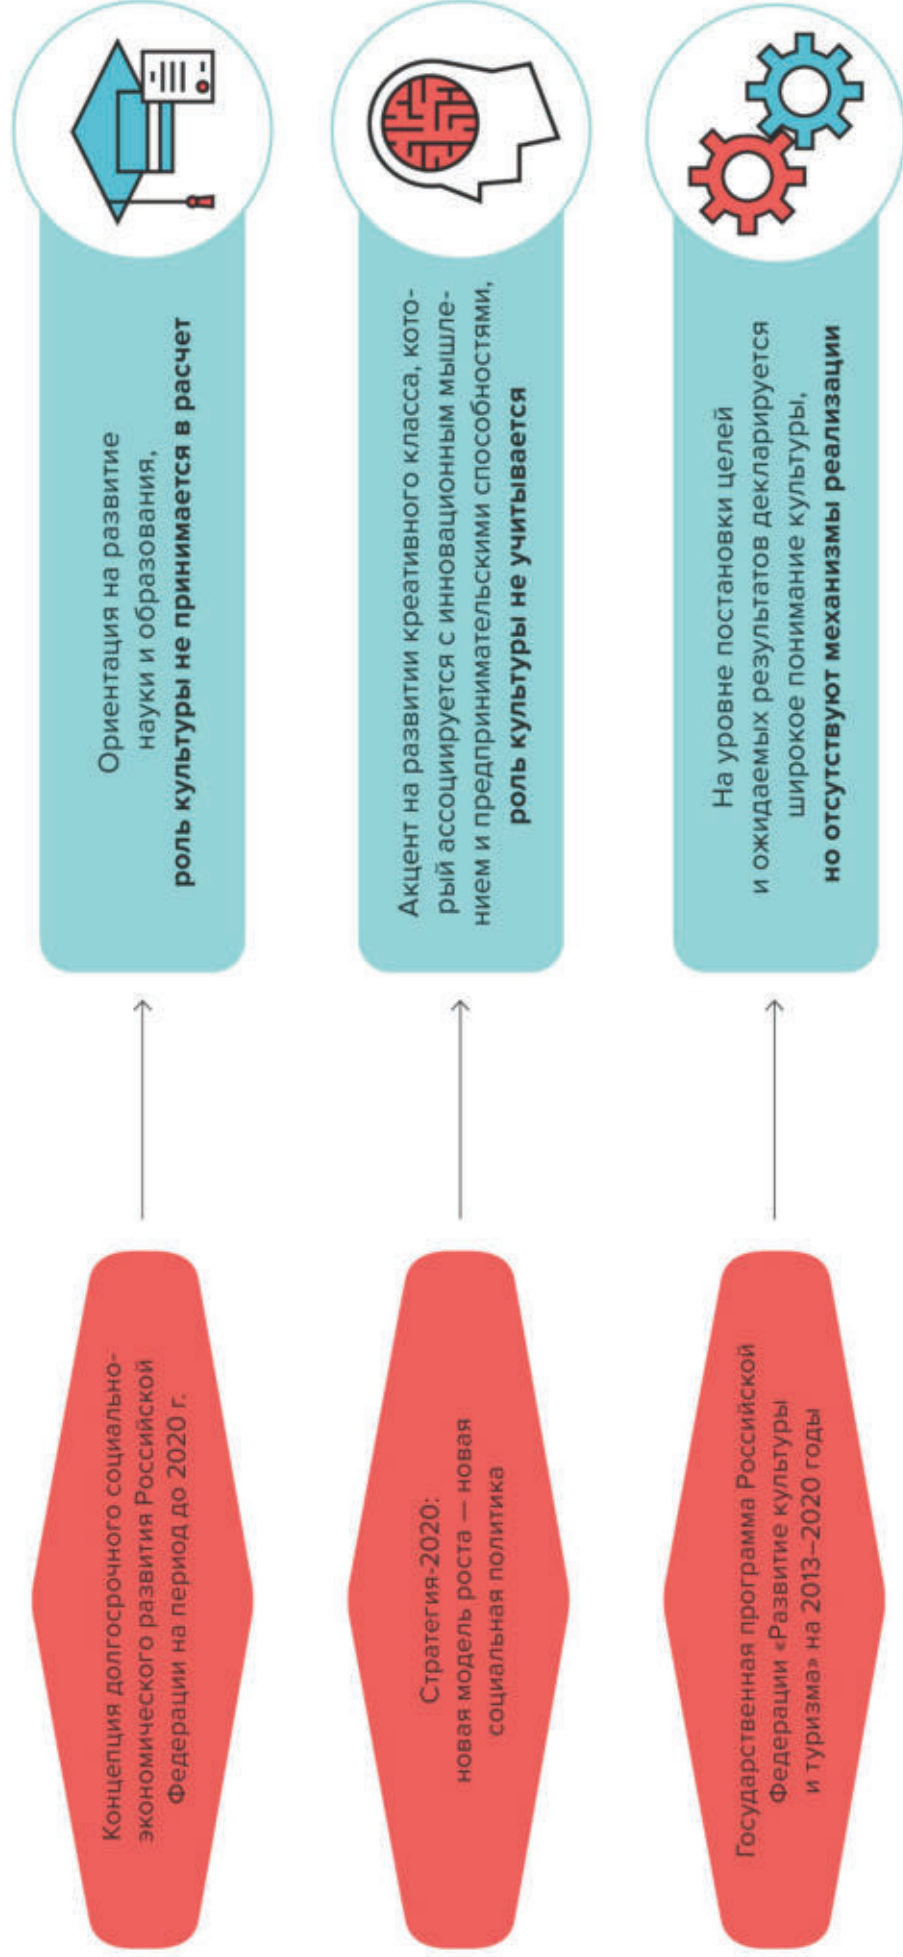 Концепция долгосрочного социально-
экономического развития Российской
Федерации на период до 2020 г.
Ориентация на развитие
науки и образования,
роль культуры не принимается в расчет
Стратегия-2020:
новая модель роста — новая
социальная политика
Акцент на развитии креативного класса, кото-
рый ассоциируется с инновационным мышле-
нием и предпринимательскими способностями,
роль культуры не учитывается
Государственная программа Российской
Федерации «Развитие культуры
и туризма» на 2013–2020 годы
На уровне постановки целей
и ожидаемых результатов декларируется
широкое понимание культуры,
но отсутствуют механизмы реализации